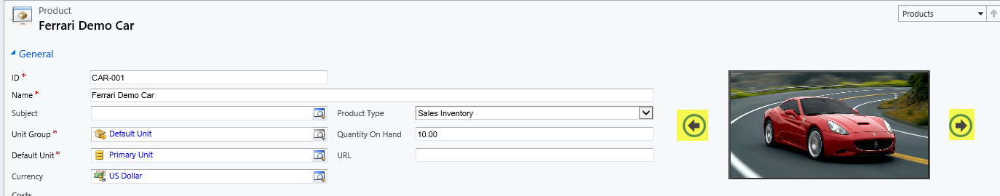 Product
Products
Ferrari Demo Car
General
ID *
CAR-001
Name *
Ferrari Demo Car
Subject
Product Type
Sales Inventory
Unit Group *
Default Unit
Quantity On Hand
10.00
Default Unit *
Primary Unit
URL
Currency
US Dollar
Costs